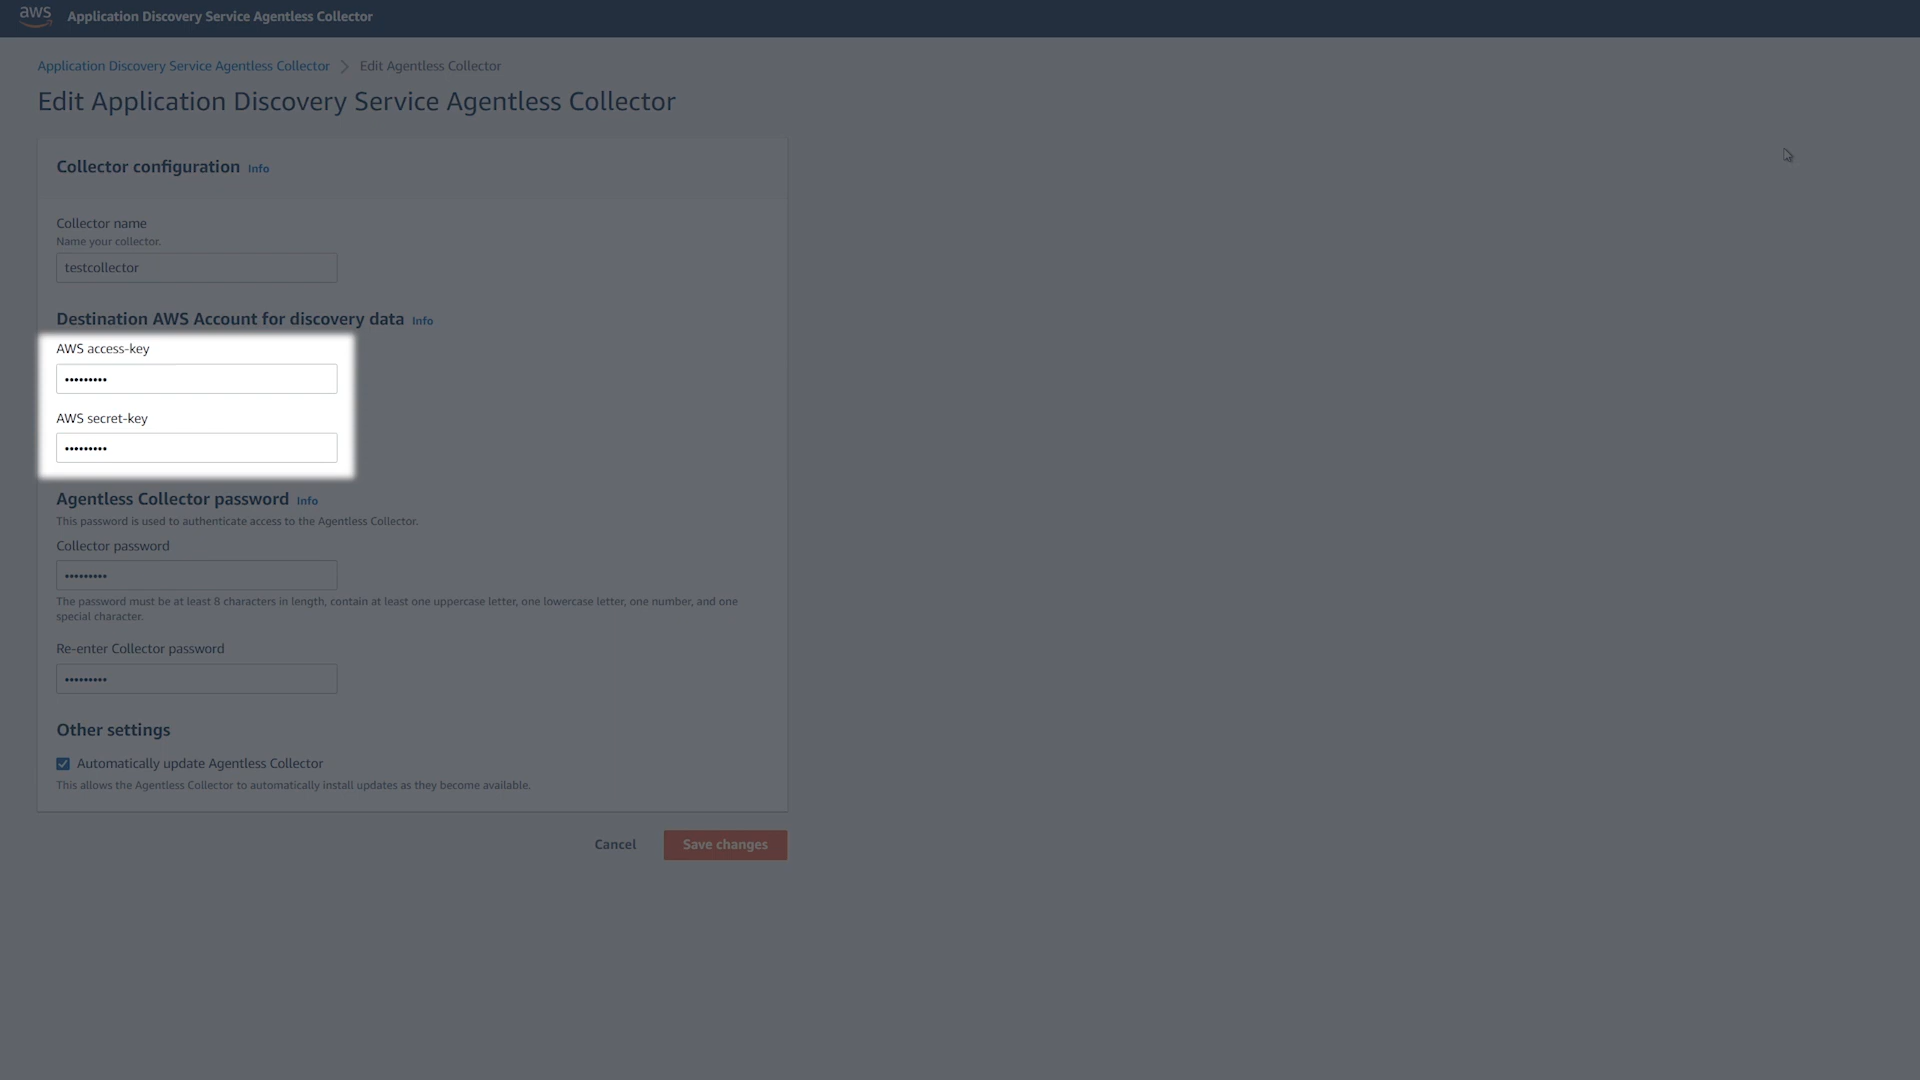 aws Application Discovery Service Agentless Collector
Application Discovery Service Agentless Collector > Edit Agentless Collector
Edit Application Discovery Service Agentless Collector
Collector configuration Info
Collector name
Name your collector.
testcollector
Destination AWS Account for discovery data Info
AWS access-key
•••••••••
AWS secret-key
•••••••••
Agentless Collector password Info
This password is used to authenticate access to the Agentless Collector.
Collector password
•••••••••
The password must be at least 8 characters in length, contain at least one uppercase letter, one lowercase letter, one number, and one
special character.
Re-enter Collector password
•••••••••
Other settings
Automatically update Agentless Collector
This allows the Agentless Collector to automatically install updates as they become available.
Cancel Save changes